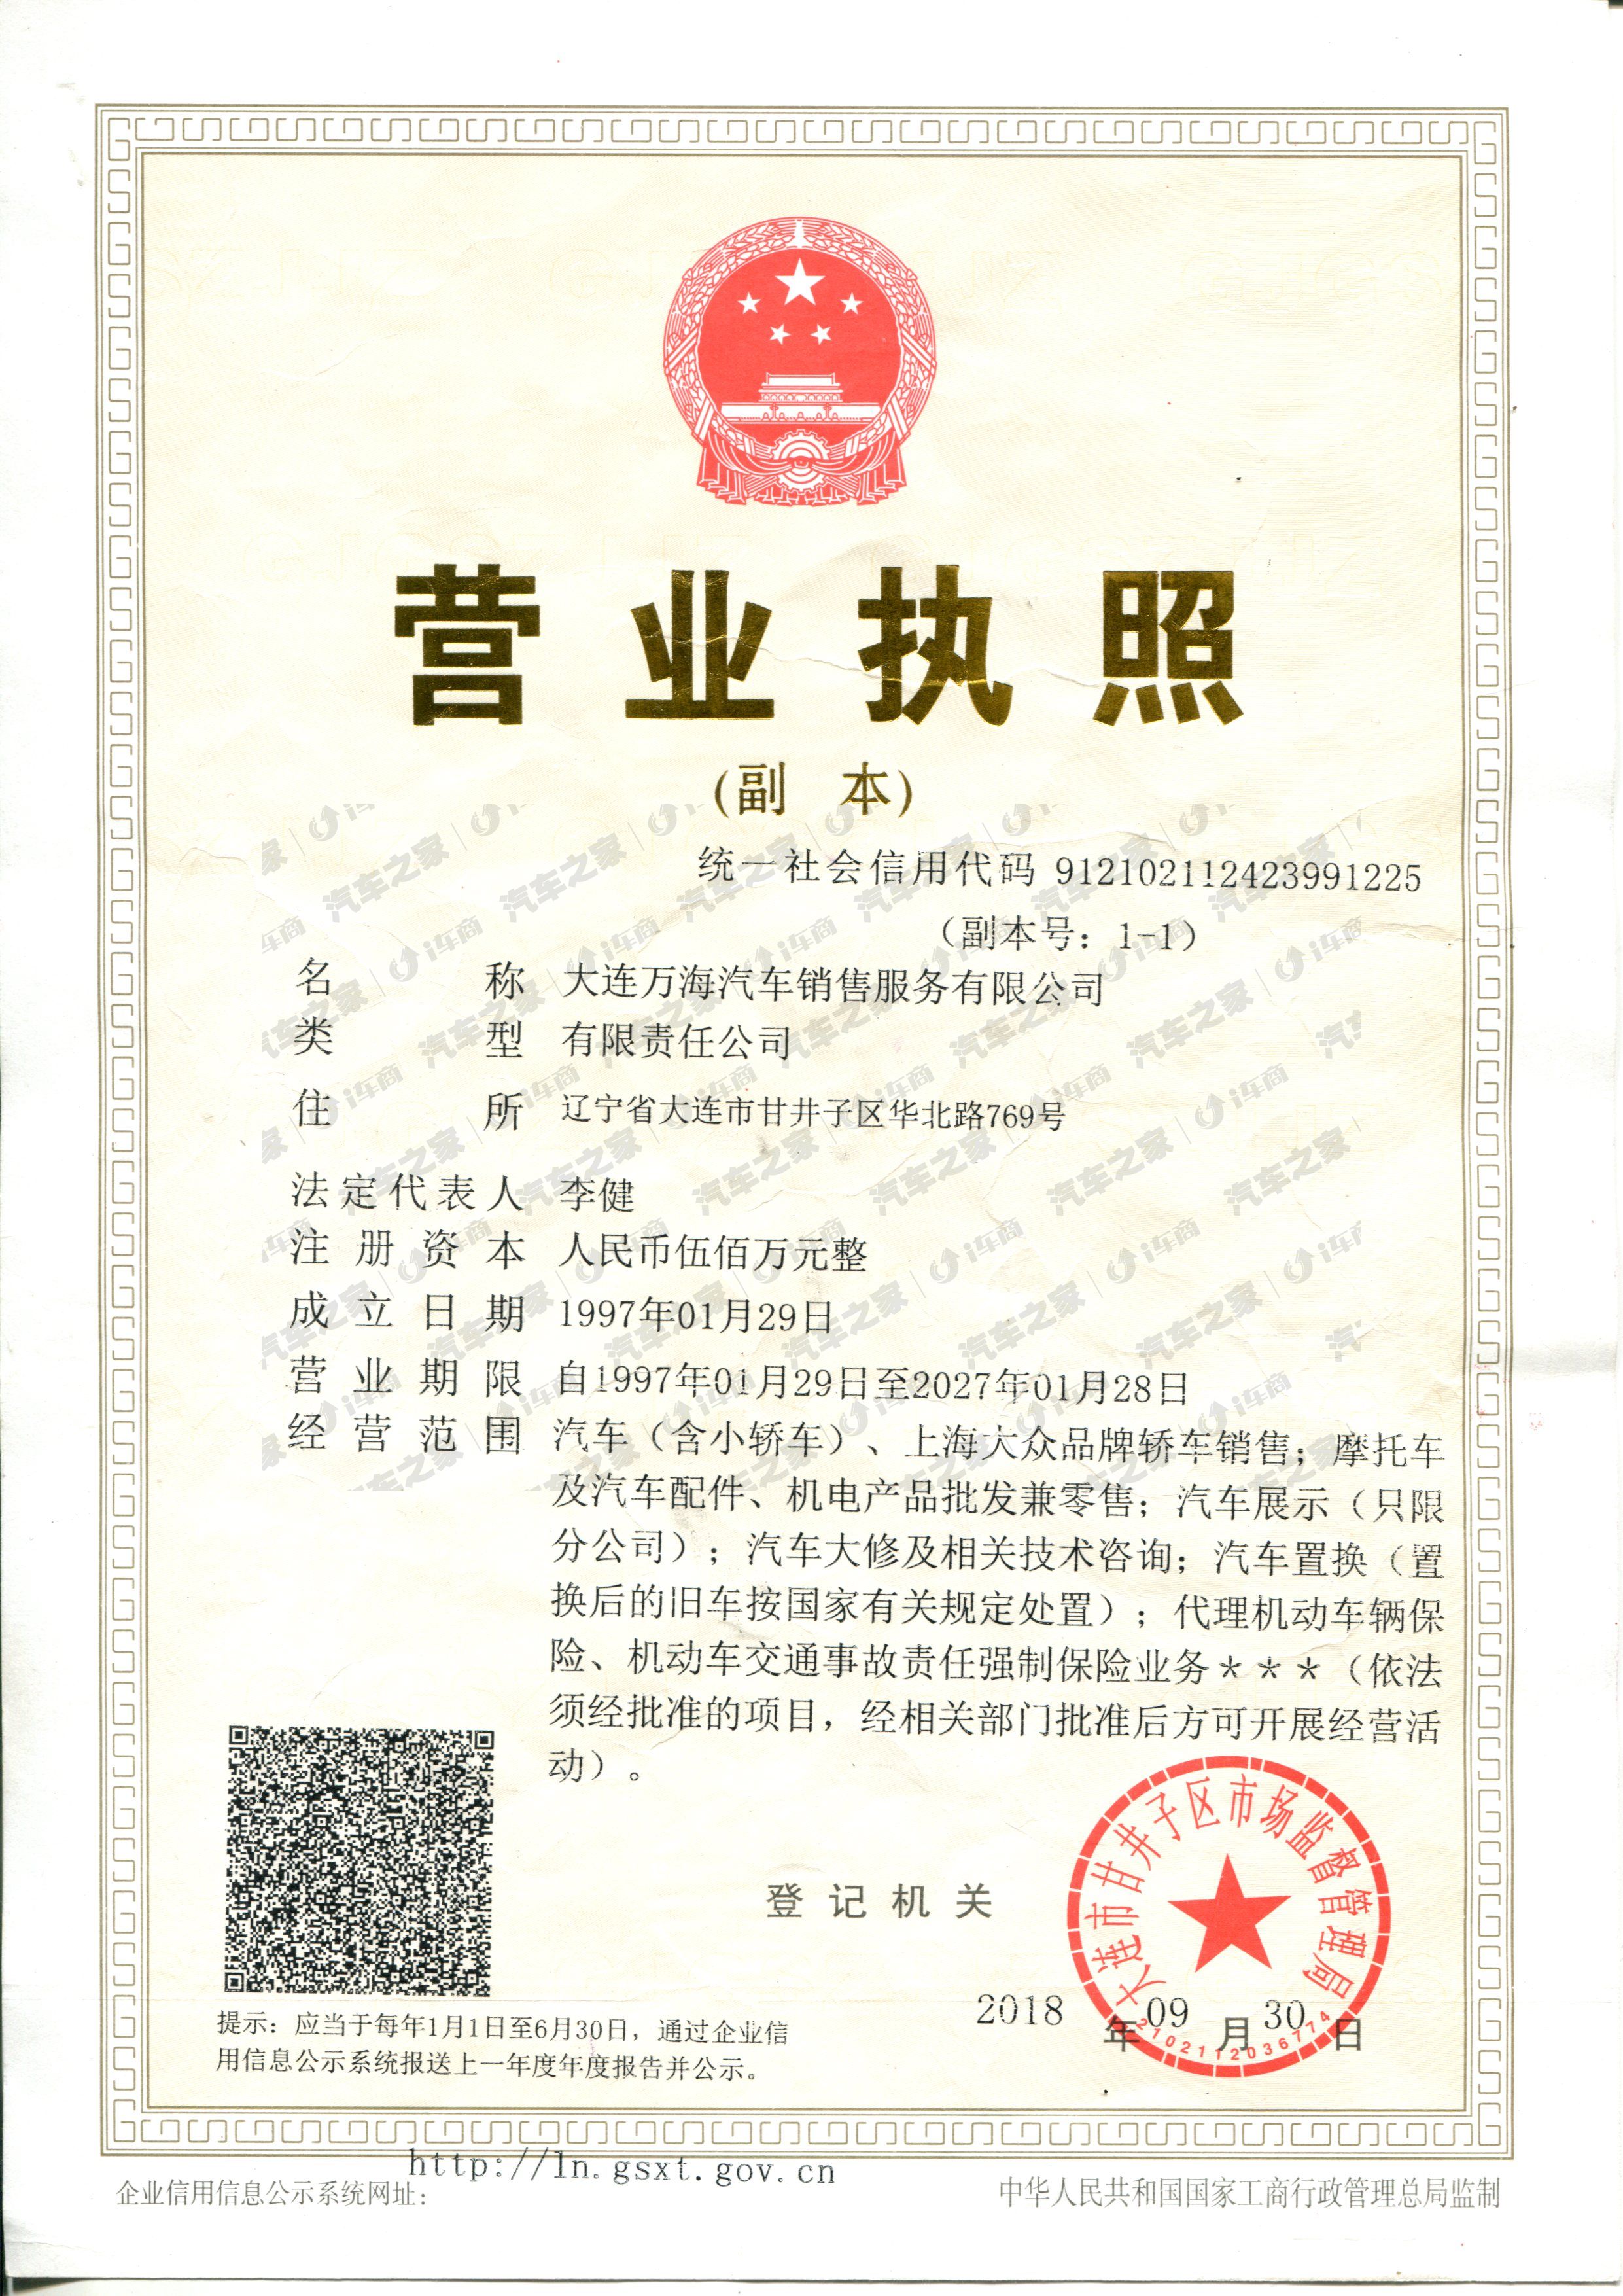 营业执照
(副 本)
统一社会信用代码 912102112423991225
（副本号：1-1）
名称 大连万海汽车销售服务有限公司
类型 有限责任公司
住所 辽宁省大连市甘井子区华北路769号
法定代表人 李健
注册资本 人民币伍佰万元整
成立日期 1997年01月29日
营业期限 自1997年01月29日至2027年01月28日
经营范围 汽车（含小轿车）、上海大众品牌轿车销售；摩托车
及汽车配件、机电产品批发兼零售；汽车展示（只限
分公司）；汽车大修及相关技术咨询；汽车置换（置
换后的旧车按国家有关规定处置）；代理机动车辆保
险、机动车交通事故责任强制保险业务＊＊＊（依法
须经批准的项目，经相关部门批准后方可开展经营活
动）。
大连市甘井子区市场监督管理局
登记机关
2018年09月30日
2102112036774
提示：应当于每年1月1日至6月30日，通过企业信
用信息公示系统报送上一年度年度报告并公示。
企业信用信息公示系统网址： http://ln.gsxt.gov.cn
中华人民共和国国家工商行政管理总局监制
汽车之家 | i车商